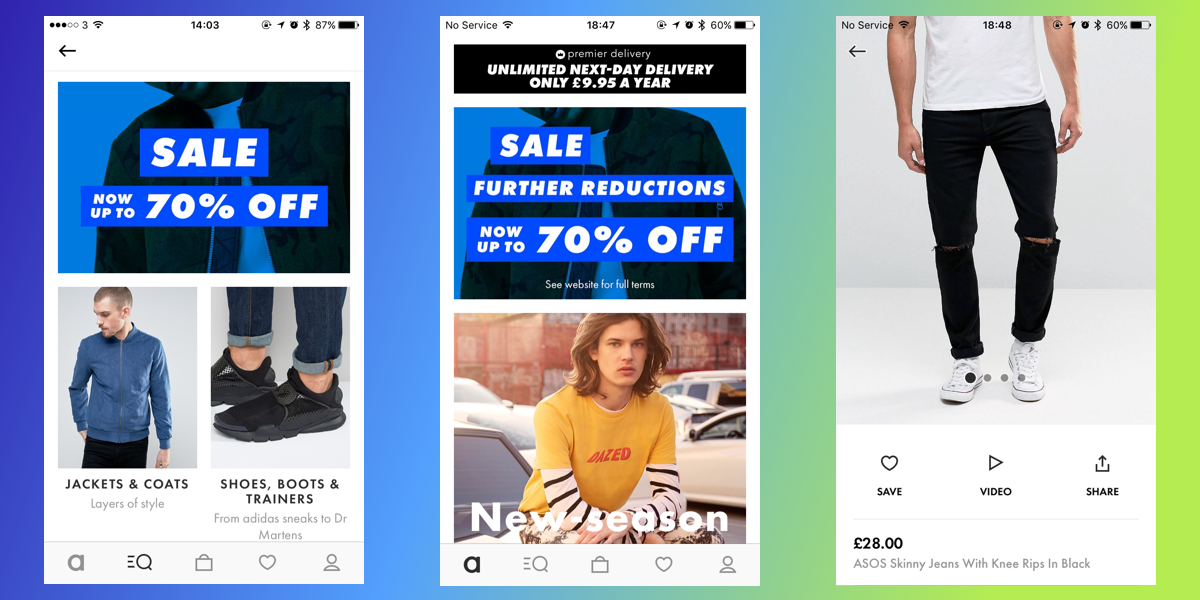 3 14:03 87%
SALE
NOW
UP TO 70% OFF
JACKETS & COATS
Layers of style
SHOES, BOOTS &
TRAINERS
From adidas sneaks to Dr
Martens
a
No Service 18:47 60%
premier delivery
UNLIMITED NEXT-DAY DELIVERY
ONLY £9.95 A YEAR
SALE
FURTHER REDUCTIONS
NOW
UP TO 70% OFF
See website for full terms
DAZED
New-season
a
No Service 18:48 60%
SAVE
VIDEO
SHARE
£28.00
ASOS Skinny Jeans With Knee Rips In Black